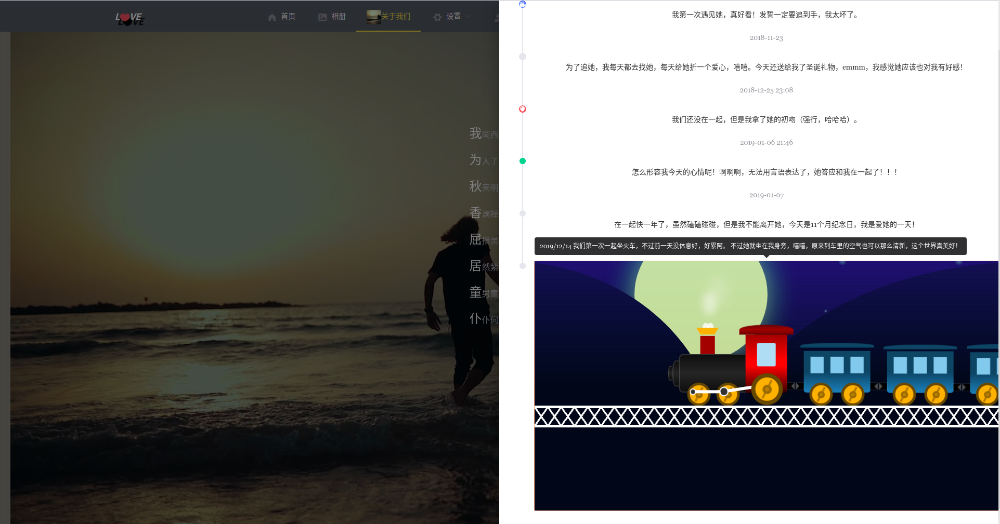 LOVE
首页
相册
关于我们
设置
我闻西
为人了
秋来明
香满禅
屈指灵
居然紫
童男童
仆仆何
我第一次遇见她，真好看！发誓一定要追到手，我太坏了。
2018-11-23
为了追她，我每天都去找她，每天给她折一个爱心，嘻嘻。今天还送给我了圣诞礼物，emmm，我感觉她应该也对我有好感！
2018-12-25 23:08
我们还没在一起，但是我拿了她的初吻（强行，哈哈哈）。
2019-01-06 21:46
怎么形容我今天的心情呢！啊啊啊，无法用言语表达了，她答应和我在一起了！！！
2019-01-07
在一起快一年了，虽然磕磕碰碰，但是我不能离开她，今天是11个月纪念日，我是爱她的一天！
2019/12/14 我们第一次一起坐火车，不过前一天没休息好，好累阿。 不过她就坐在我身旁，嘻嘻，原来列车里的空气也可以那么清新，这个世界真美好！